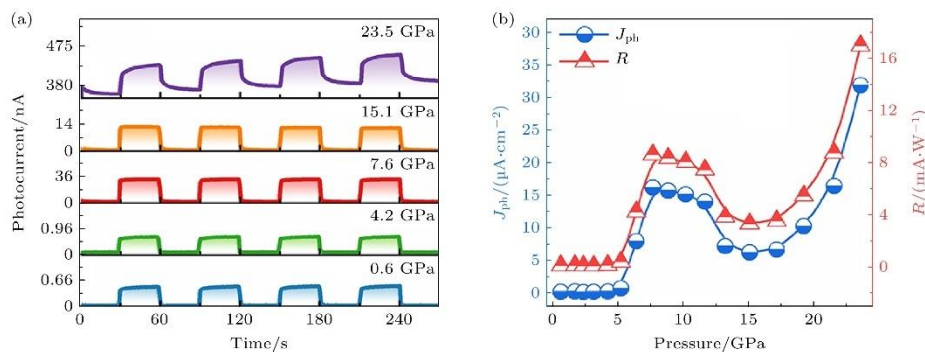 (a)
23.5 GPa
475
380
15.1 GPa
14
0
7.6 GPa
36
0
4.2 GPa
0.96
0
0.6 GPa
0.66
0
0 60 120 180 240
Time/s
Photocurrent/nA
(b)
J_ph
R
30
25
20
15
10
5
0
J_ph/(μA·cm⁻²)
16
12
8
4
0
R/(mA·W⁻¹)
0 5 10 15 20
Pressure/GPa